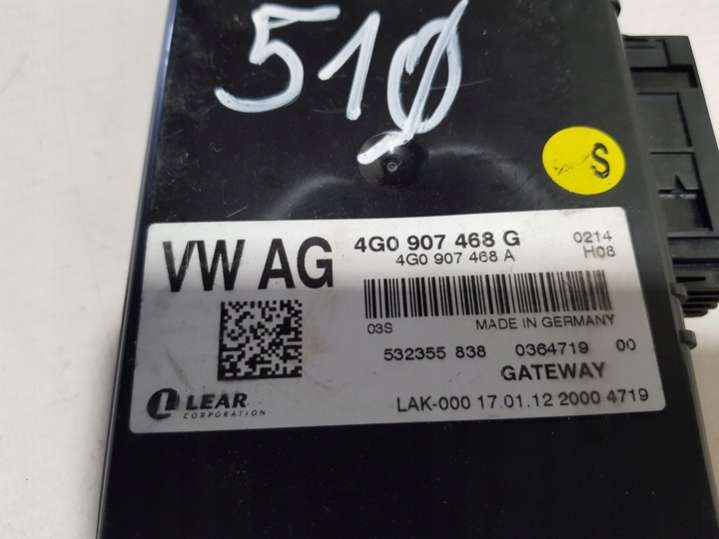 510
S
VW AG
4G0 907 468 G
4G0 907 468 A
0214
H08
03S
MADE IN GERMANY
532355 838
0364719
00
GATEWAY
LEAR
CORPORATION
LAK-000 17.01.12 2000 4719